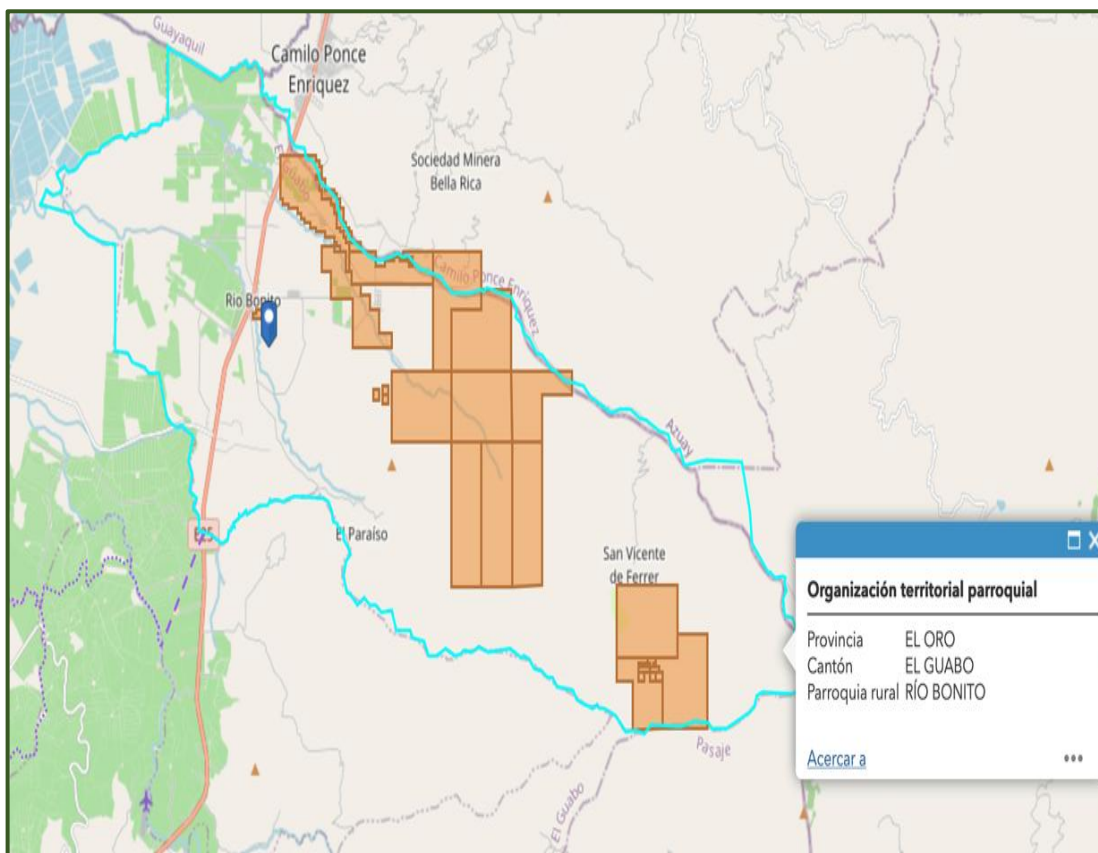 Guayaquil
Camilo Ponce
Enriquez
El Guabo
Sociedad Minera
Bella Rica
Camilo Ponce Enriquez
Rio Bonito
Azuay
E25
El Paraíso
San Vicente
de Ferrer
Pasaje
El Guabo
Organización territorial parroquial
Provincia EL ORO
Cantón EL GUABO
Parroquia rural RÍO BONITO
Acercar a